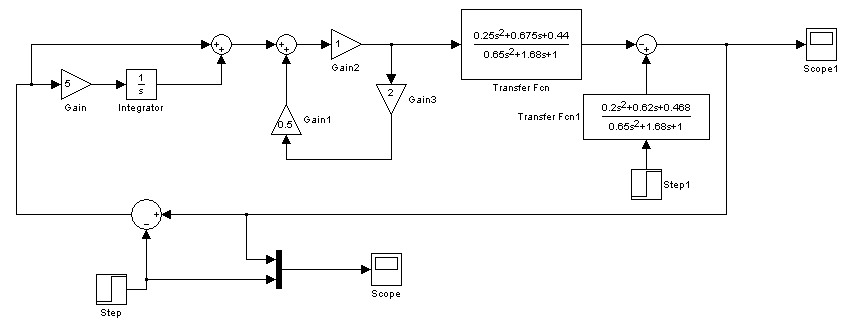 0.25s2+0.675s+0.44
0.65s2+1.68s+1
Transfer Fcn
Scope1
1
Gain2
5
Gain
1
s
Integrator
2
Gain3
0.5
Gain1
0.2s2+0.62s+0.468
0.65s2+1.68s+1
Transfer Fcn1
Step1
Step
Scope